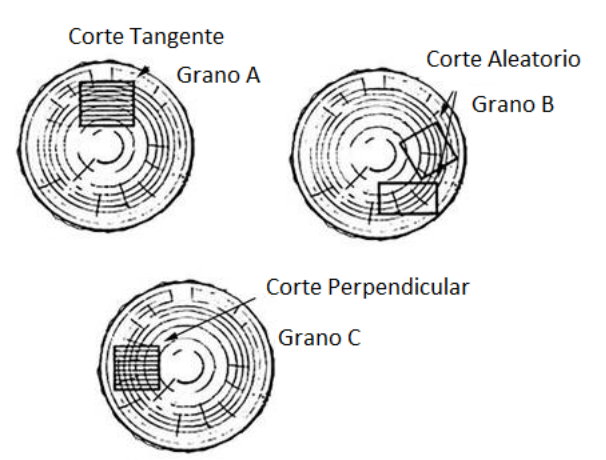 Corte Tangente
Grano A
Corte Aleatorio
Grano B
Corte Perpendicular
Grano C